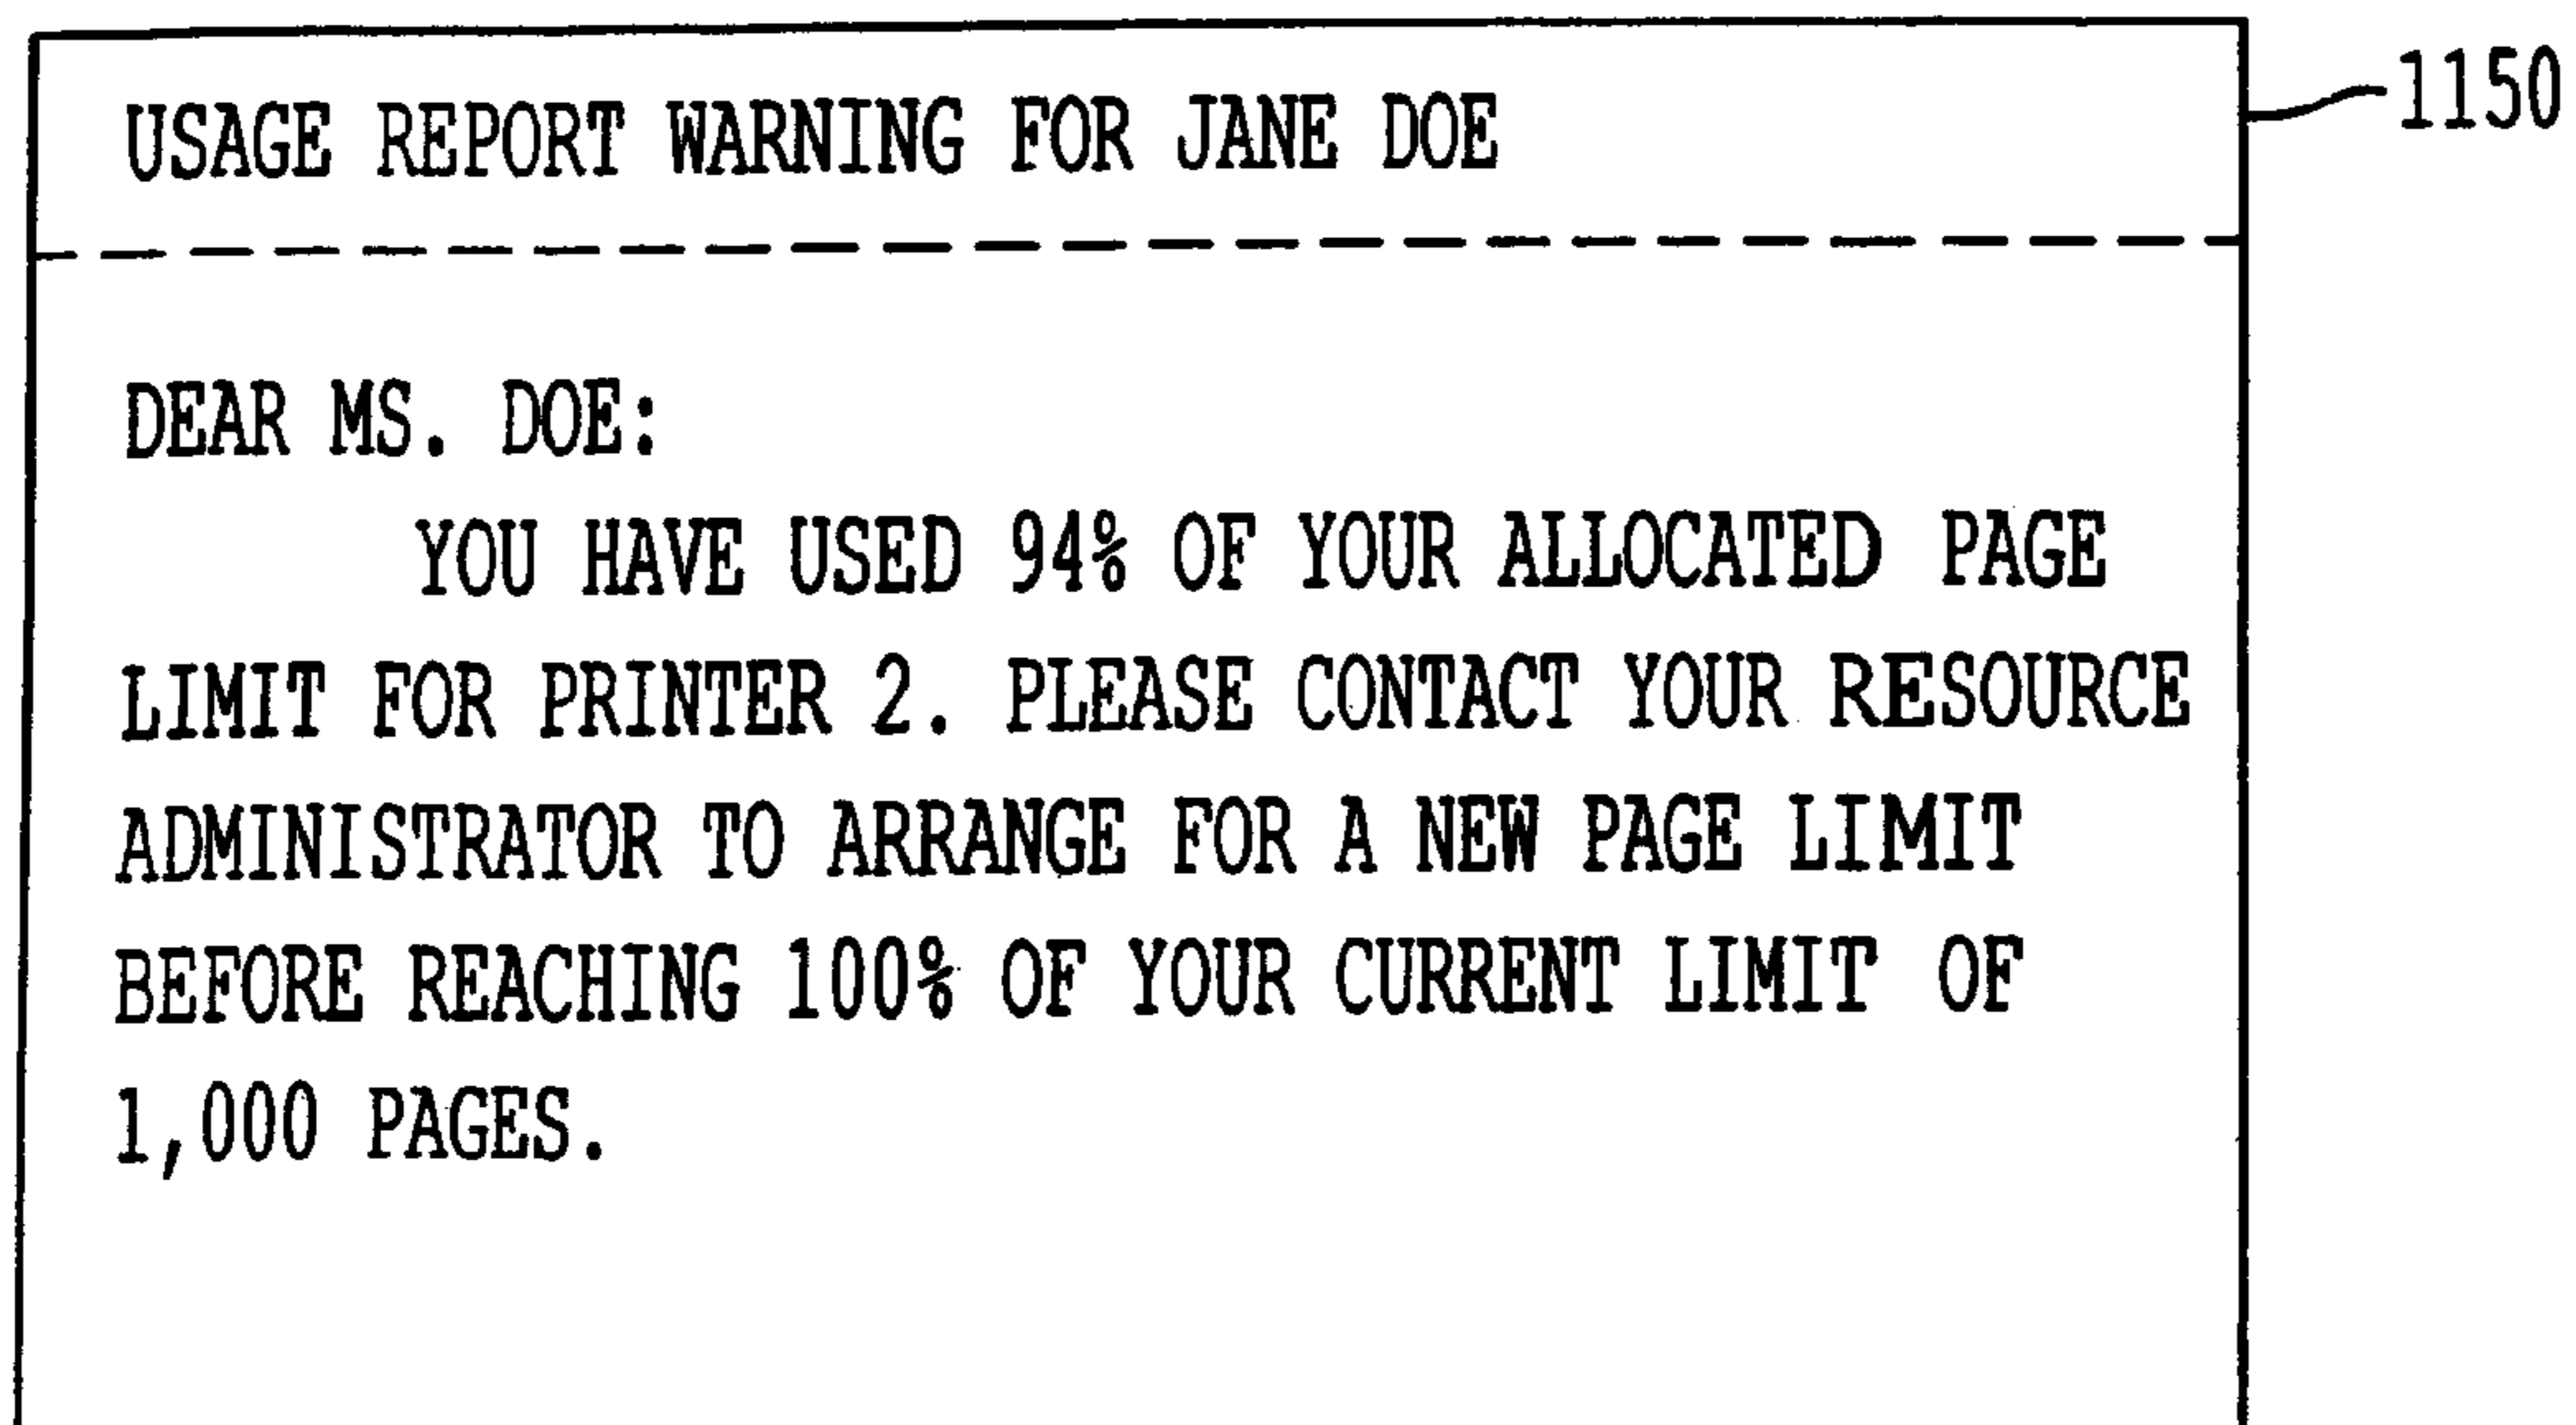 USAGE REPORT WARNING FOR JANE DOE
1150
DEAR MS. DOE:
YOU HAVE USED 94% OF YOUR ALLOCATED PAGE
LIMIT FOR PRINTER 2. PLEASE CONTACT YOUR RESOURCE
ADMINISTRATOR TO ARRANGE FOR A NEW PAGE LIMIT
BEFORE REACHING 100% OF YOUR CURRENT LIMIT OF
1,000 PAGES.